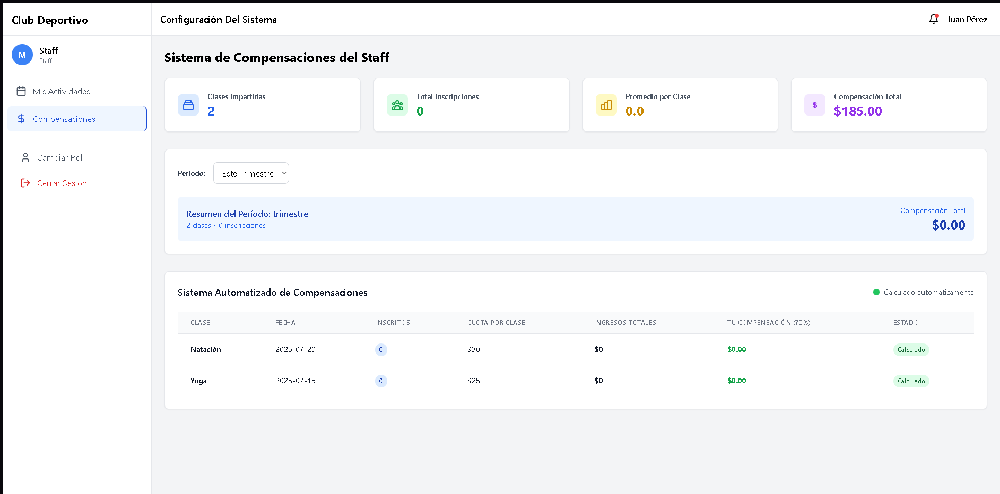 Club Deportivo
Configuración Del Sistema
Juan Pérez
M
Staff
Staff
Mis Actividades
Compensaciones
Cambiar Rol
Cerrar Sesión
Sistema de Compensaciones del Staff
Clases Impartidas
2
Total Inscripciones
0
Promedio por Clase
0.0
$
Compensación Total
$185.00
Período:
Este Trimestre
Resumen del Período: trimestre
2 clases • 0 inscripciones
Compensación Total
$0.00
Sistema Automatizado de Compensaciones
Calculado automáticamente
CLASE FECHA INSCRITOS CUOTA POR CLASE INGRESOS TOTALES TU COMPENSACIÓN (70%) ESTADO
Natación 2025-07-20 0 $30 $0 $0.00 Calculado
Yoga 2025-07-15 0 $25 $0 $0.00 Calculado